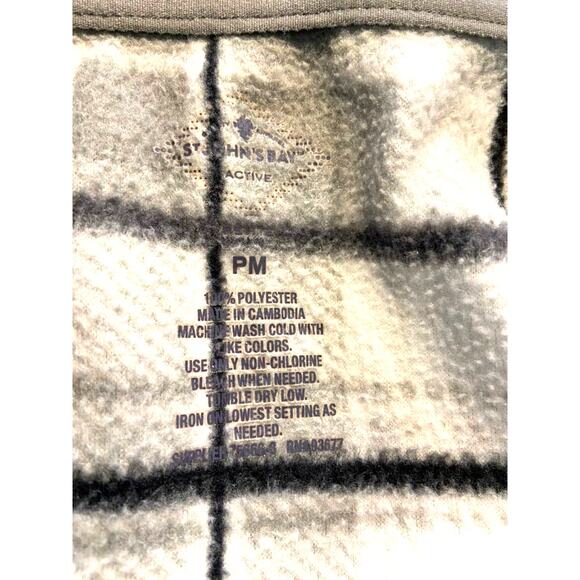 ST JOHN'S BAY
ACTIVE
PM
100% POLYESTER
MADE IN CAMBODIA
MACHINE WASH COLD WITH
LIKE COLORS.
USE ONLY NON-CHLORINE
BLEACH WHEN NEEDED.
TUMBLE DRY LOW.
IRON ON LOWEST SETTING AS
NEEDED.
SUPPLIER